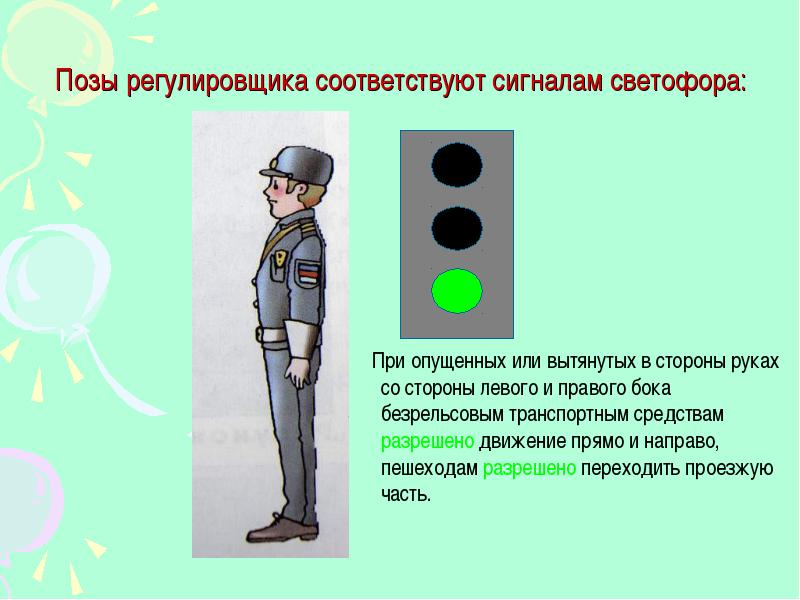 Позы регулировщика соответствуют сигналам светофора:
При опущенных или вытянутых в стороны руках
со стороны левого и правого бока
безрельсовым транспортным средствам
разрешено движение прямо и направо,
пешеходам разрешено переходить проезжую
часть.